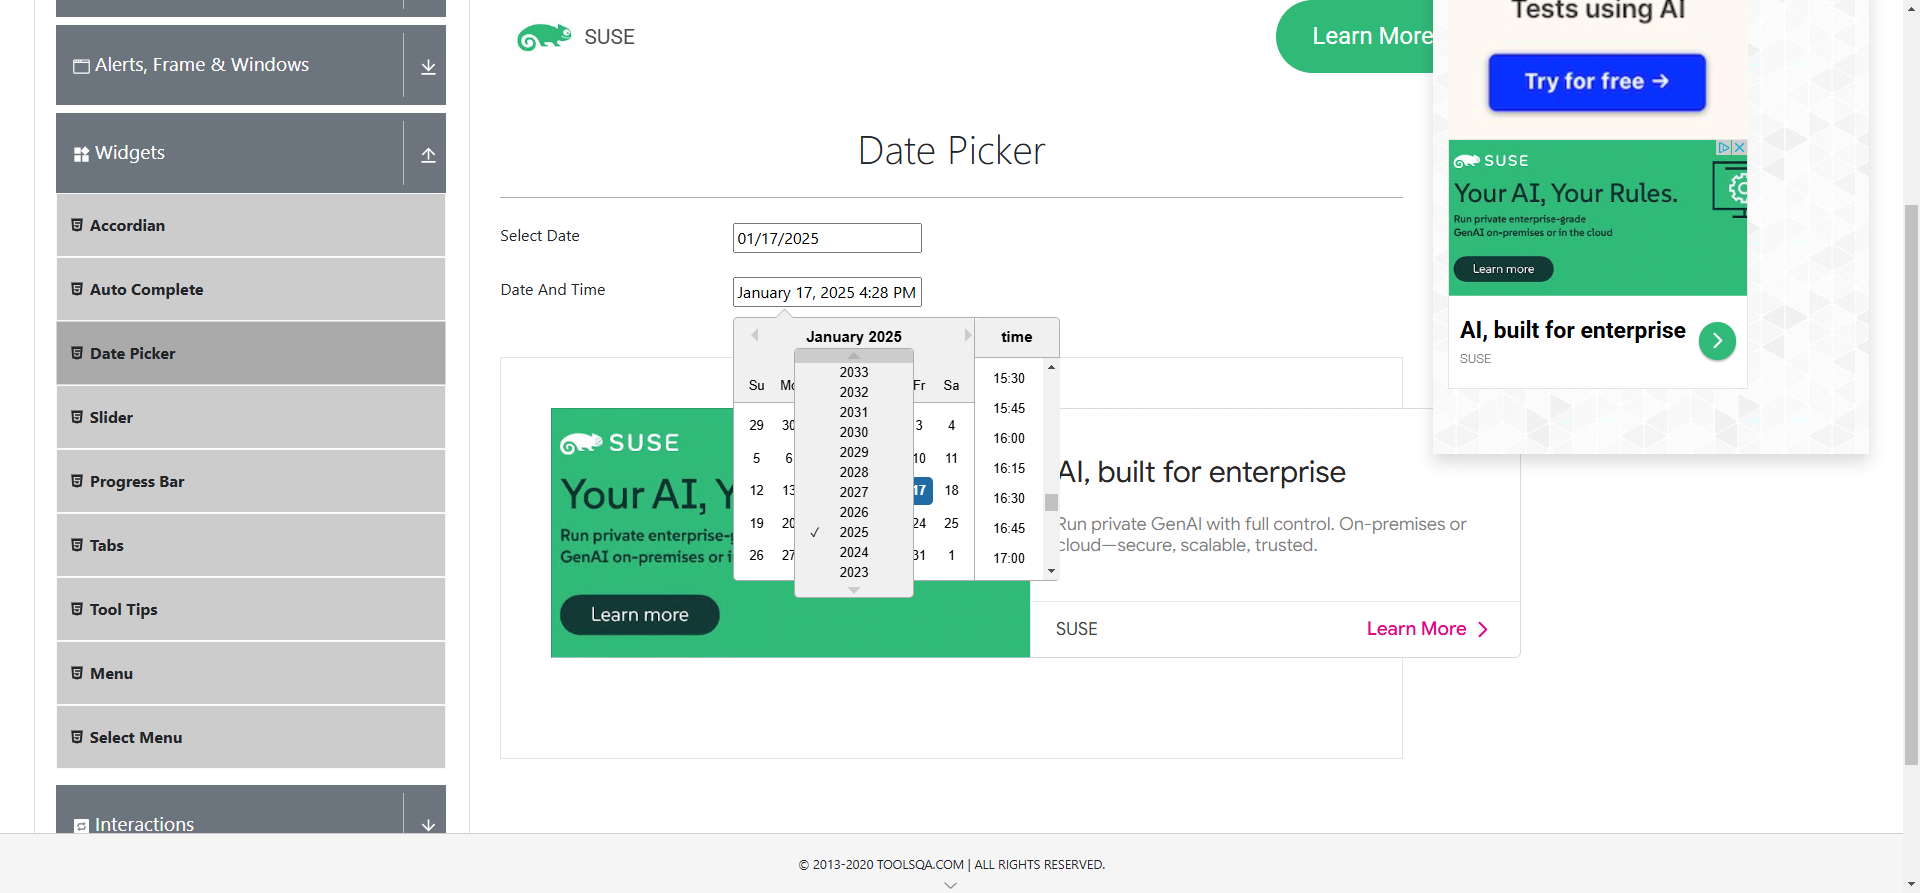 Alerts, Frame & Windows
Widgets
Accordian
Auto Complete
Date Picker
Slider
Progress Bar
Tabs
Tool Tips
Menu
Select Menu
Interactions
SUSE
Learn More
Date Picker
Select Date
01/17/2025
Date And Time
January 17, 2025 4:28 PM
January 2025
time
2033
2032
2031
2030
2029
2028
2027
2026
✓ 2025
2024
2023
Su Mo Fr Sa
29 30 3 4
5 6 10 11
12 13 17 18
19 20 24 25
26 27 31 1
15:30
15:45
16:00
16:15
16:30
16:45
17:00
SUSE
Your AI, Y
Run private enterprise-
GenAI on-premises or i
Learn more
AI, built for enterprise
Run private GenAI with full control. On-premises or
cloud—secure, scalable, trusted.
SUSE
Learn More
Tests using AI
Try for free →
SUSE
Your AI, Your Rules.
Run private enterprise-grade
GenAI on-premises or in the cloud
Learn more
AI, built for enterprise
SUSE
© 2013-2020 TOOLSQA.COM | ALL RIGHTS RESERVED.